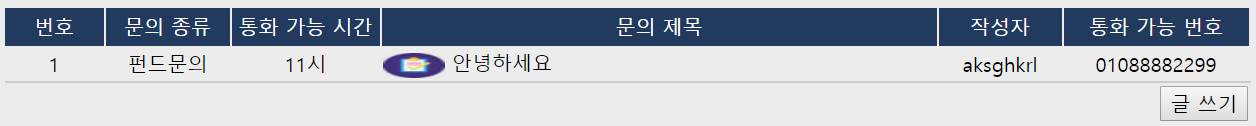 번호 문의 종류 통화 가능 시간 문의 제목 작성자 통화 가능 번호
1 펀드문의 11시 안녕하세요 aksghkrl 01088882299
글 쓰기